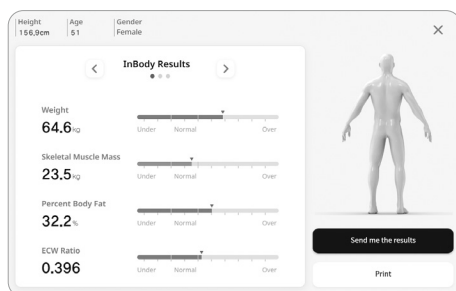 Height Age Gender
156.9cm 51 Female
InBody Results
Weight
64.6kg
Under Normal Over
Skeletal Muscle Mass
23.5kg
Under Normal Over
Percent Body Fat
32.2%
Under Normal Over
ECW Ratio
0.396
Under Normal Over
Send me the results
Print